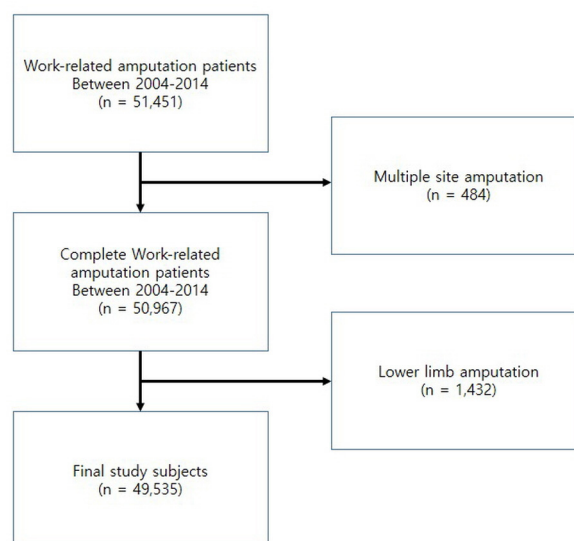 Work-related amputation patients
Between 2004-2014
(n = 51,451)
Multiple site amputation
(n = 484)
Complete Work-related
amputation patients
Between 2004-2014
(n = 50,967)
Lower limb amputation
(n = 1,432)
Final study subjects
(n = 49,535)